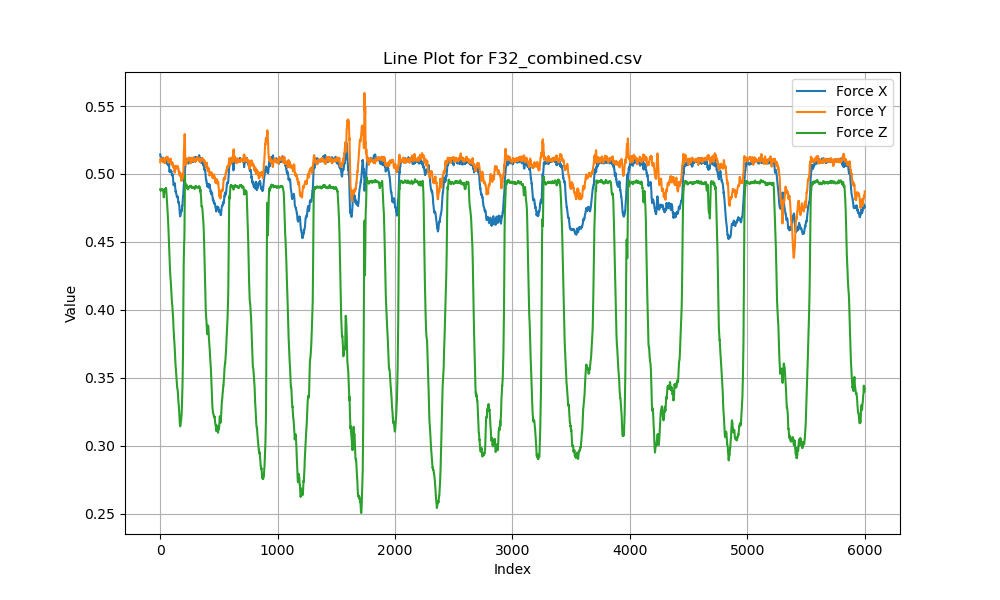 Line Plot for F32_combined.csv
Force X
Force Y
Force Z
Value
0.55
0.50
0.45
0.40
0.35
0.30
0.25
0 1000 2000 3000 4000 5000 6000
Index